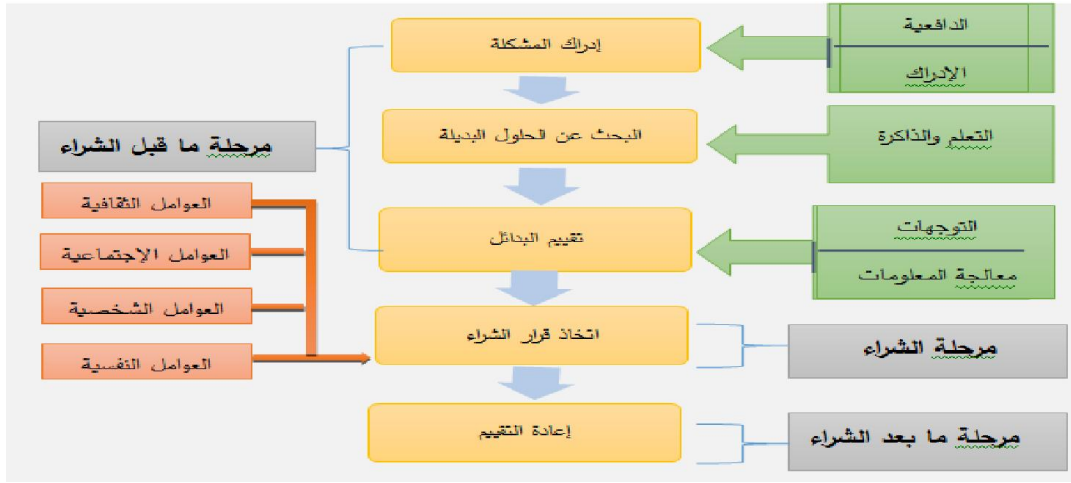 الدافعية
إدراك المشكلة
الإدراك
التعلم والذاكرة
البحث عن الحلول البديلة
مرحلة ما قبل الشراء
العوامل الثقافية
التوجهات
تقييم البدائل
العوامل الإجتماعية
معالجة المعلومات
العوامل الشخصية
اتخاذ قرار الشراء
مرحلة الشراء
العوامل النفسية
إعادة التقييم
مرحلة ما بعد الشراء